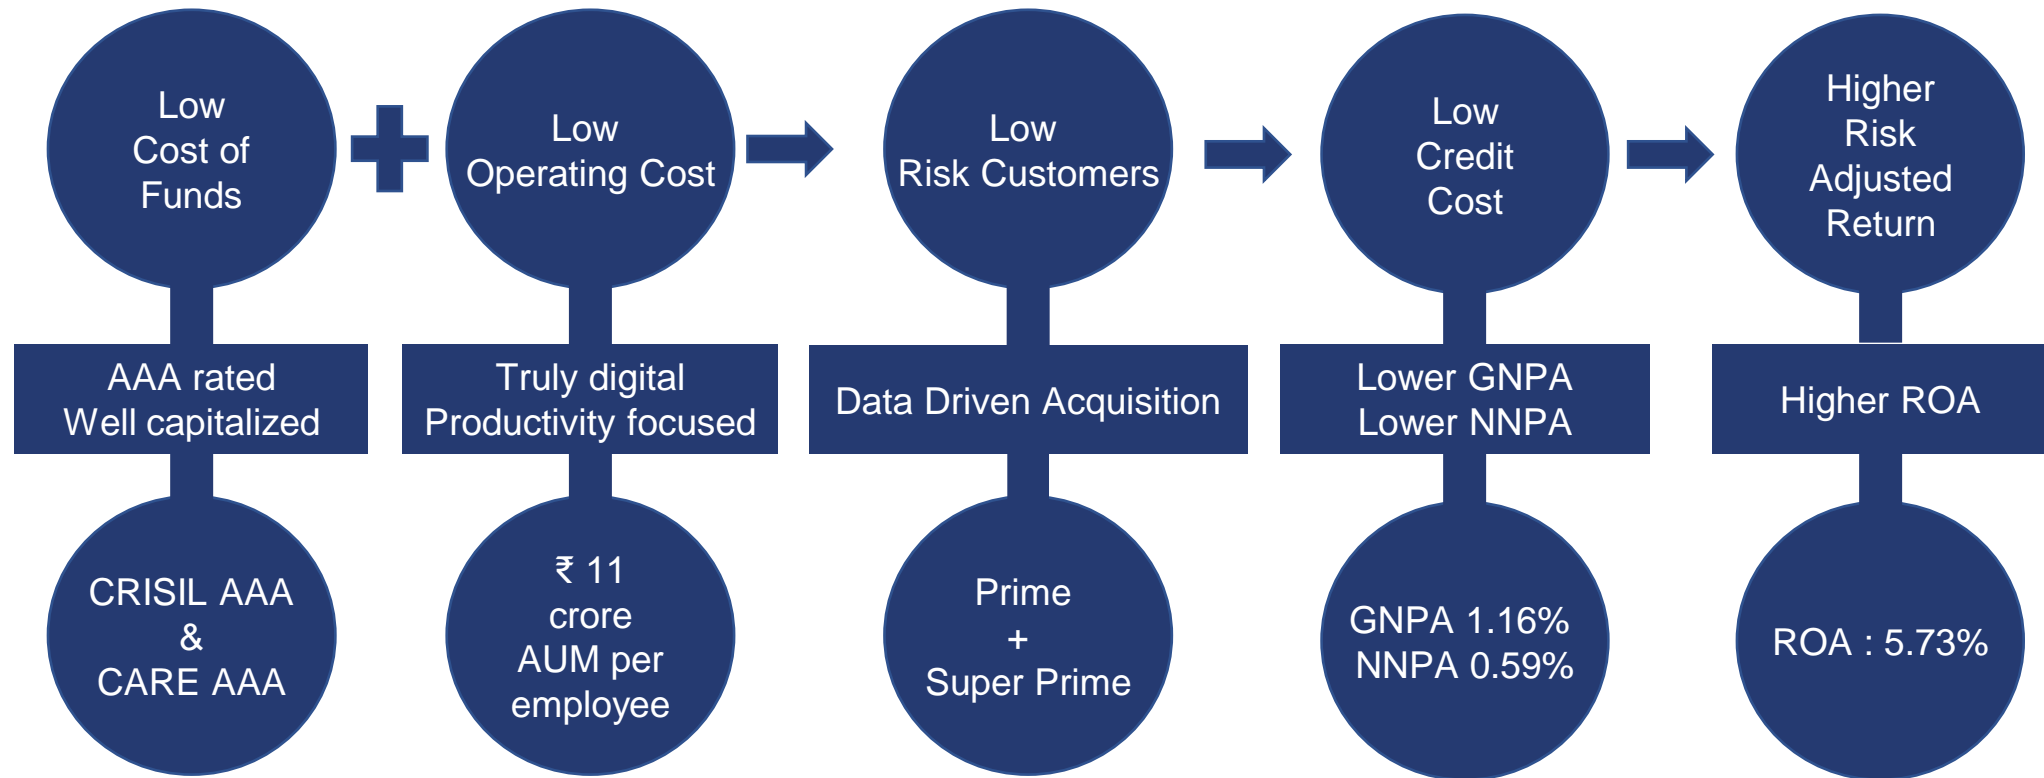 Low
Cost of
Funds
Low
Operating Cost
Low
Risk Customers
Low
Credit
Cost
Higher
Risk
Adjusted
Return
AAA rated
Well capitalized
Truly digital
Productivity focused
Data Driven Acquisition
Lower GNPA
Lower NNPA
Higher ROA
CRISIL AAA
&
CARE AAA
₹ 11
crore
AUM per
employee
Prime
+
Super Prime
GNPA 1.16%
NNPA 0.59%
ROA : 5.73%